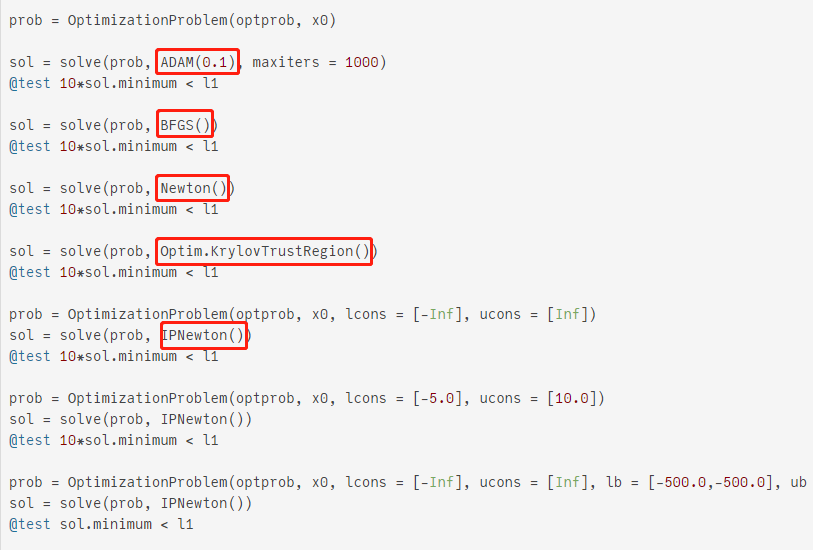 prob = OptimizationProblem(optprob, x0)
sol = solve(prob, ADAM(0.1), maxiters = 1000)
@test 10*sol.minimum < l1
sol = solve(prob, BFGS())
@test 10*sol.minimum < l1
sol = solve(prob, Newton())
@test 10*sol.minimum < l1
sol = solve(prob, Optim.KrylovTrustRegion())
@test 10*sol.minimum < l1
prob = OptimizationProblem(optprob, x0, lcons = [-Inf], ucons = [Inf])
sol = solve(prob, IPNewton())
@test 10*sol.minimum < l1
prob = OptimizationProblem(optprob, x0, lcons = [-5.0], ucons = [10.0])
sol = solve(prob, IPNewton())
@test 10*sol.minimum < l1
prob = OptimizationProblem(optprob, x0, lcons = [-Inf], ucons = [Inf], lb = [-500.0,-500.0], ub
sol = solve(prob, IPNewton())
@test sol.minimum < l1